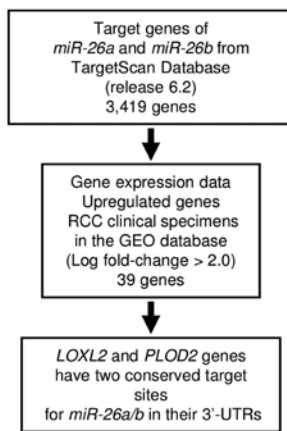 Target genes of
miR-26a and miR-26b from
TargetScan Database
(release 6.2)
3,419 genes
Gene expression data
Upregulated genes
RCC clinical specimens
in the GEO database
(Log fold-change > 2.0)
39 genes
LOXL2 and PLOD2 genes
have two conserved target
sites
for miR-26a/b in their 3'-UTRs